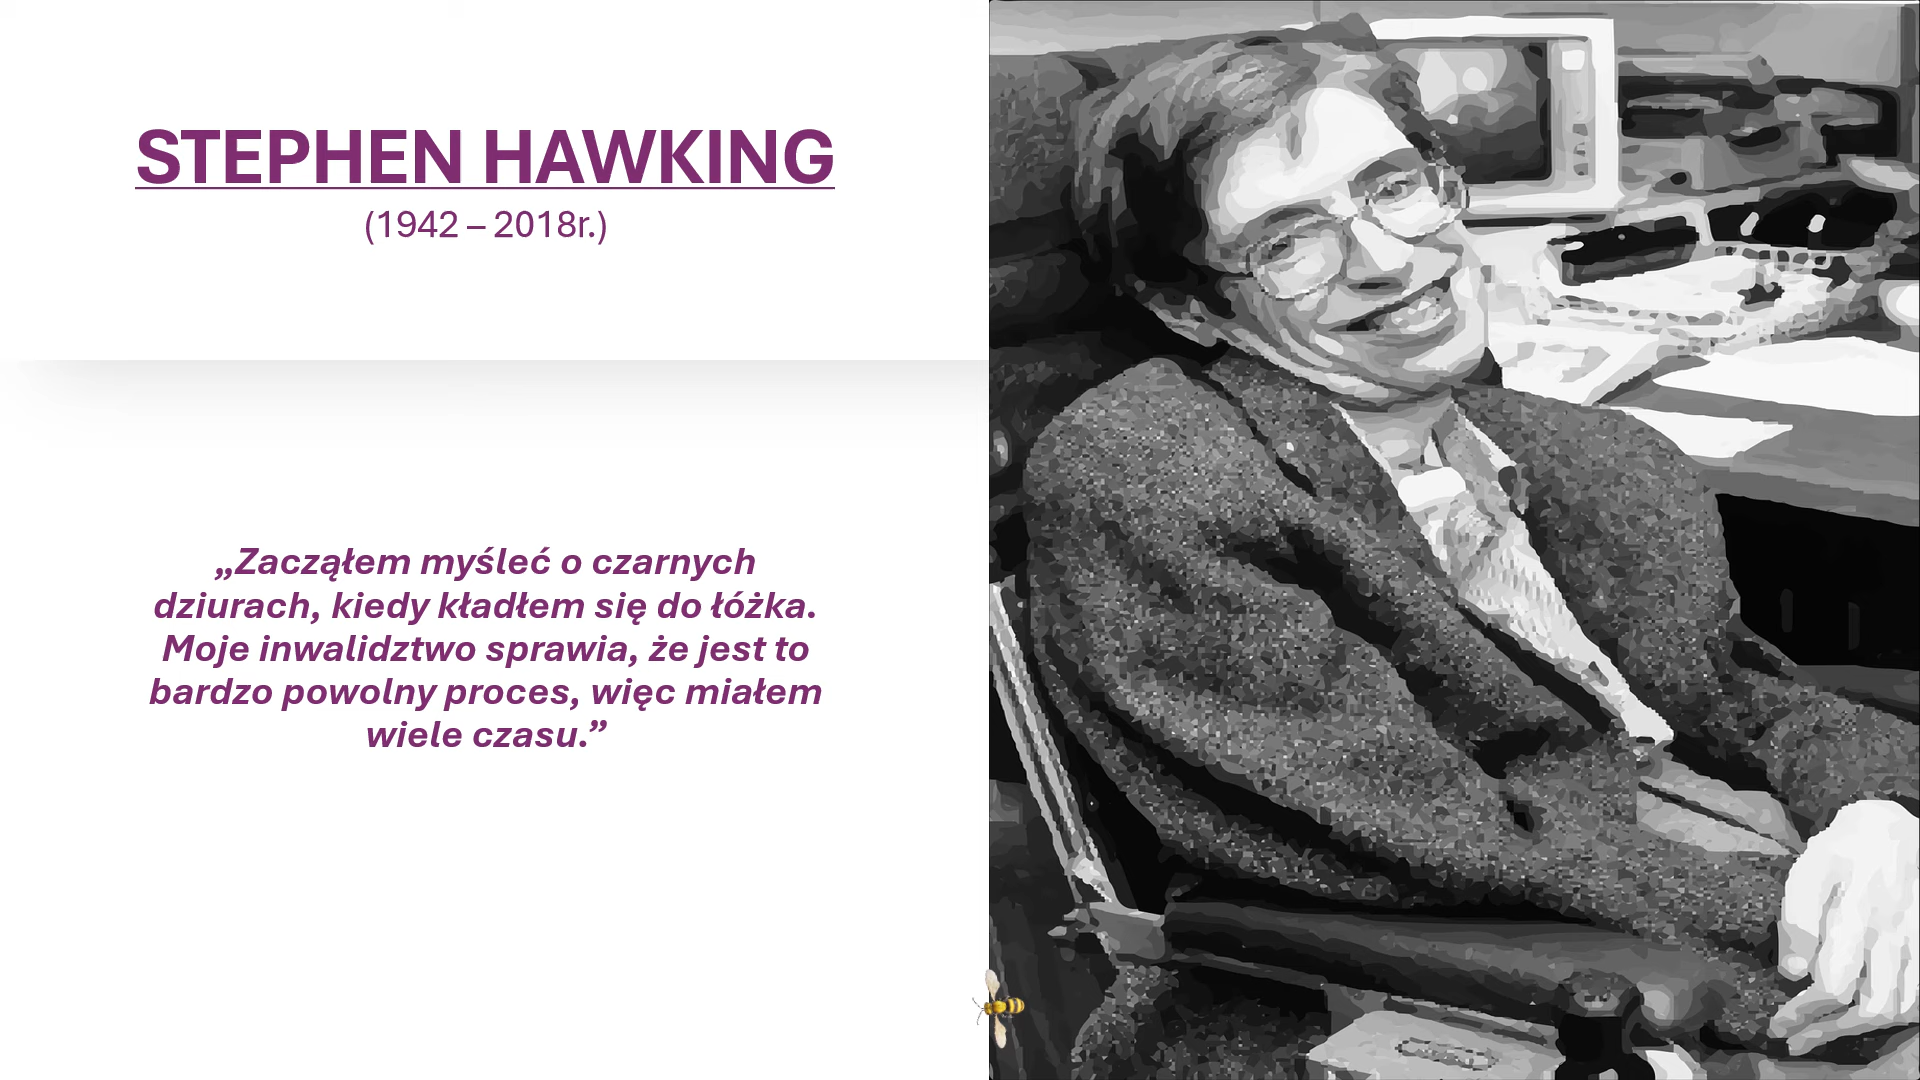 STEPHEN HAWKING
(1942 – 2018r.)
„Zacząłem myśleć o czarnych
dziurach, kiedy kładłem się do łóżka.
Moje inwalidztwo sprawia, że jest to
bardzo powolny proces, więc miałem
wiele czasu.”